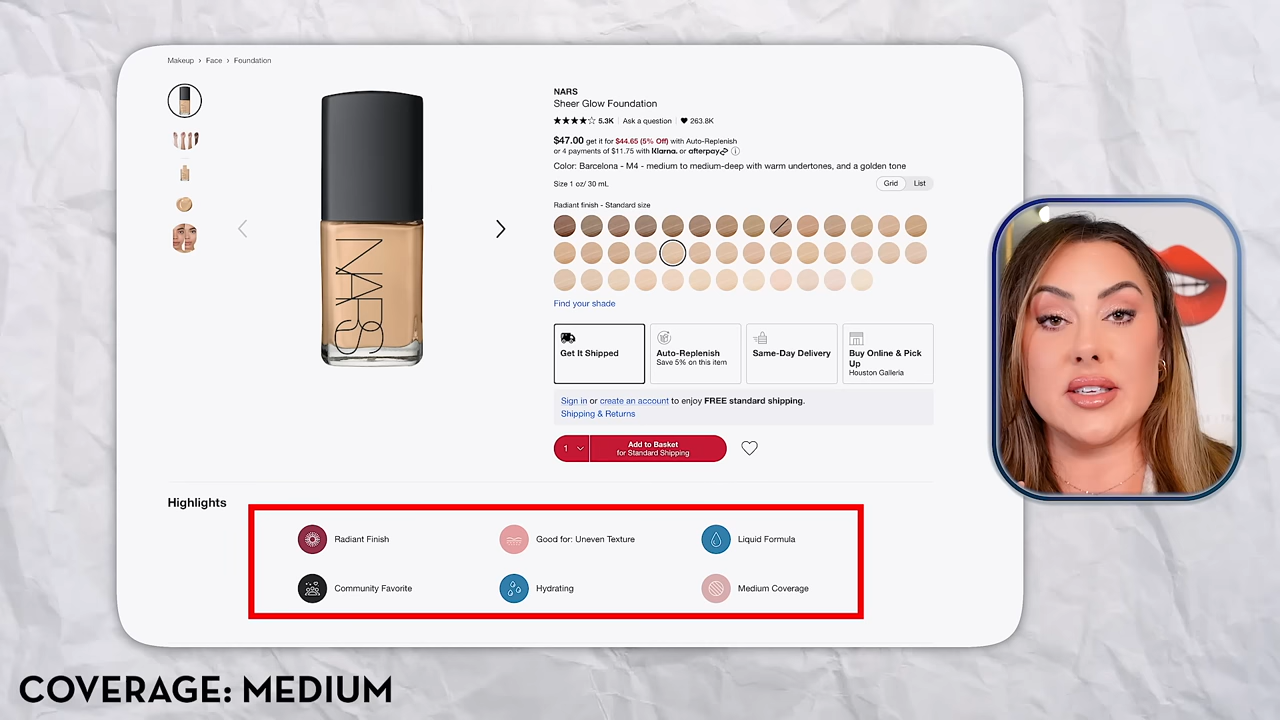 Makeup › Face › Foundation
NARS
NARS
Sheer Glow Foundation
5.3K | Ask a question | 263.8K
$47.00 get it for $44.65 (5% Off) with Auto-Replenish
or 4 payments of $11.75 with Klarna. or afterpay
Color: Barcelona - M4 - medium to medium-deep with warm undertones, and a golden tone
Size 1 oz/ 30 mL
Grid List
Radiant finish - Standard size
Find your shade
Get It Shipped
Auto-Replenish
Save 5% on this item
Same-Day Delivery
Buy Online & Pick
Up
Houston Galleria
Sign in or create an account to enjoy FREE standard shipping.
Shipping & Returns
1
Add to Basket
for Standard Shipping
Highlights
Radiant Finish
Good for: Uneven Texture
Liquid Formula
Community Favorite
Hydrating
Medium Coverage
COVERAGE: MEDIUM